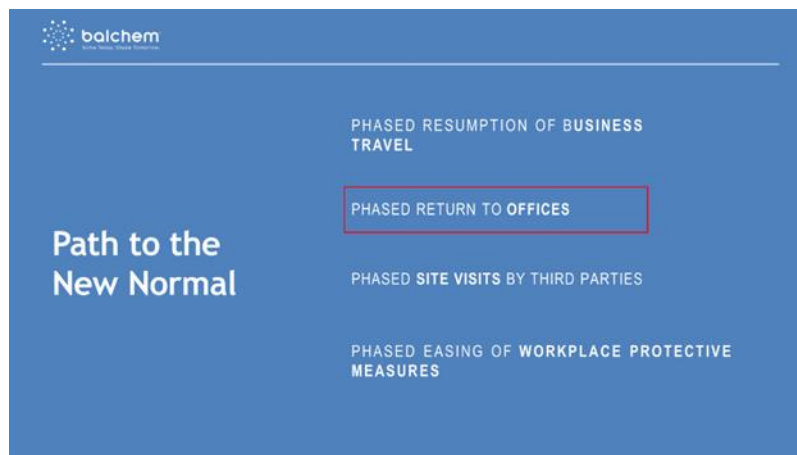 balchem
PHASED RESUMPTION OF BUSINESS
TRAVEL
PHASED RETURN TO OFFICES
Path to the
New Normal
PHASED SITE VISITS BY THIRD PARTIES
PHASED EASING OF WORKPLACE PROTECTIVE
MEASURES